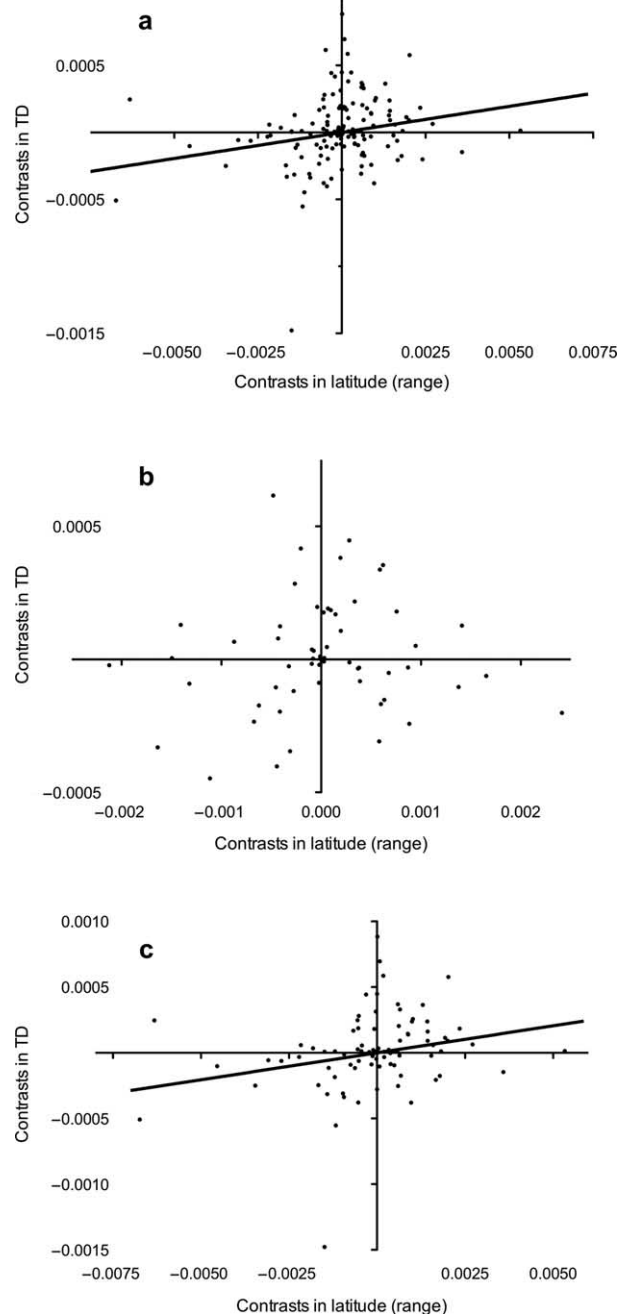 a
0.0005
−0.0005
−0.0015
Contrasts in TD
−0.0050 −0.0025 0.0025 0.0050 0.0075
Contrasts in latitude (range)
b
0.0005
−0.0005
Contrasts in TD
−0.002 −0.001 0.000 0.001 0.002
Contrasts in latitude (range)
c
0.0010
0.0005
−0.0005
−0.0010
−0.0015
Contrasts in TD
−0.0075 −0.0050 −0.0025 0.0025 0.0050
Contrasts in latitude (range)